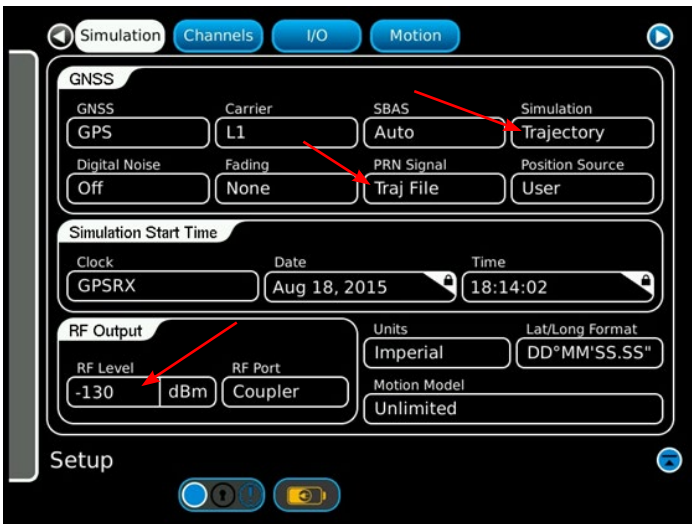 Simulation Channels I/O Motion
GNSS
GNSS Carrier SBAS Simulation
GPS L1 Auto Trajectory
Digital Noise Fading PRN Signal Position Source
Off None Traj File User
Simulation Start Time
Clock Date Time
GPSRX Aug 18, 2015 18:14:02
RF Output
Units Lat/Long Format
Imperial DD°MM'SS.SS"
RF Level RF Port
-130 dBm Coupler
Motion Model
Unlimited
Setup